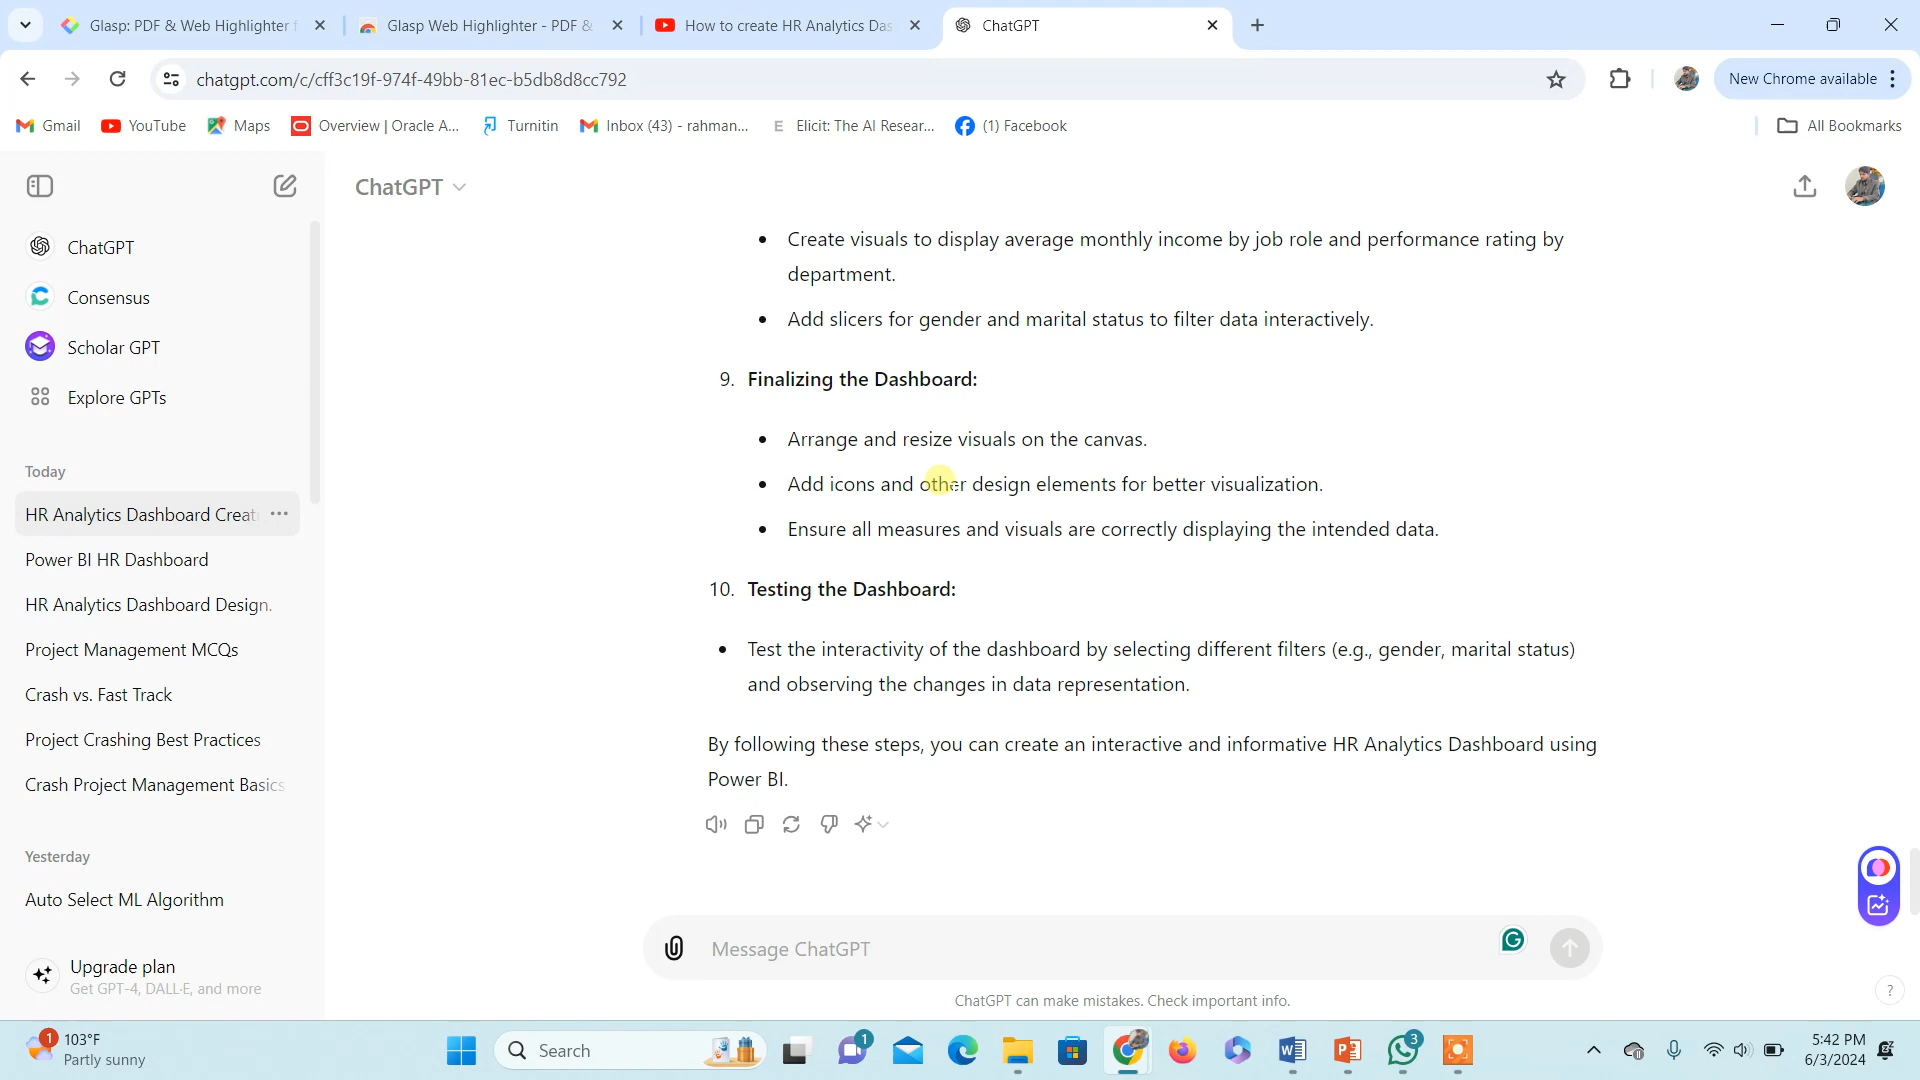 Glasp: PDF & Web Highlighter f
Glasp Web Highlighter - PDF &
How to create HR Analytics Das
ChatGPT
chatgpt.com/c/cff3c19f-974f-49bb-81ec-b5db8d8cc792
New Chrome available
Gmail
YouTube
Maps
Overview | Oracle A...
Turnitin
Inbox (43) - rahman...
E
Elicit: The AI Resear...
(1) Facebook
All Bookmarks
ChatGPT
ChatGPT
Consensus
Scholar GPT
Explore GPTs
Today
HR Analytics Dashboard Creat
Power BI HR Dashboard
HR Analytics Dashboard Design.
Project Management MCQs
Crash vs. Fast Track
Project Crashing Best Practices
Crash Project Management Basics
Yesterday
Auto Select ML Algorithm
Upgrade plan
Get GPT-4, DALL·E, and more
• Create visuals to display average monthly income by job role and performance rating by
department.
• Add slicers for gender and marital status to filter data interactively.
9. Finalizing the Dashboard:
• Arrange and resize visuals on the canvas.
• Add icons and other design elements for better visualization.
• Ensure all measures and visuals are correctly displaying the intended data.
10. Testing the Dashboard:
• Test the interactivity of the dashboard by selecting different filters (e.g., gender, marital status)
and observing the changes in data representation.
By following these steps, you can create an interactive and informative HR Analytics Dashboard using
Power BI.
Message ChatGPT
ChatGPT can make mistakes. Check important info.
?
1
103°F
Partly sunny
Search
1
3
5:42 PM
6/3/2024